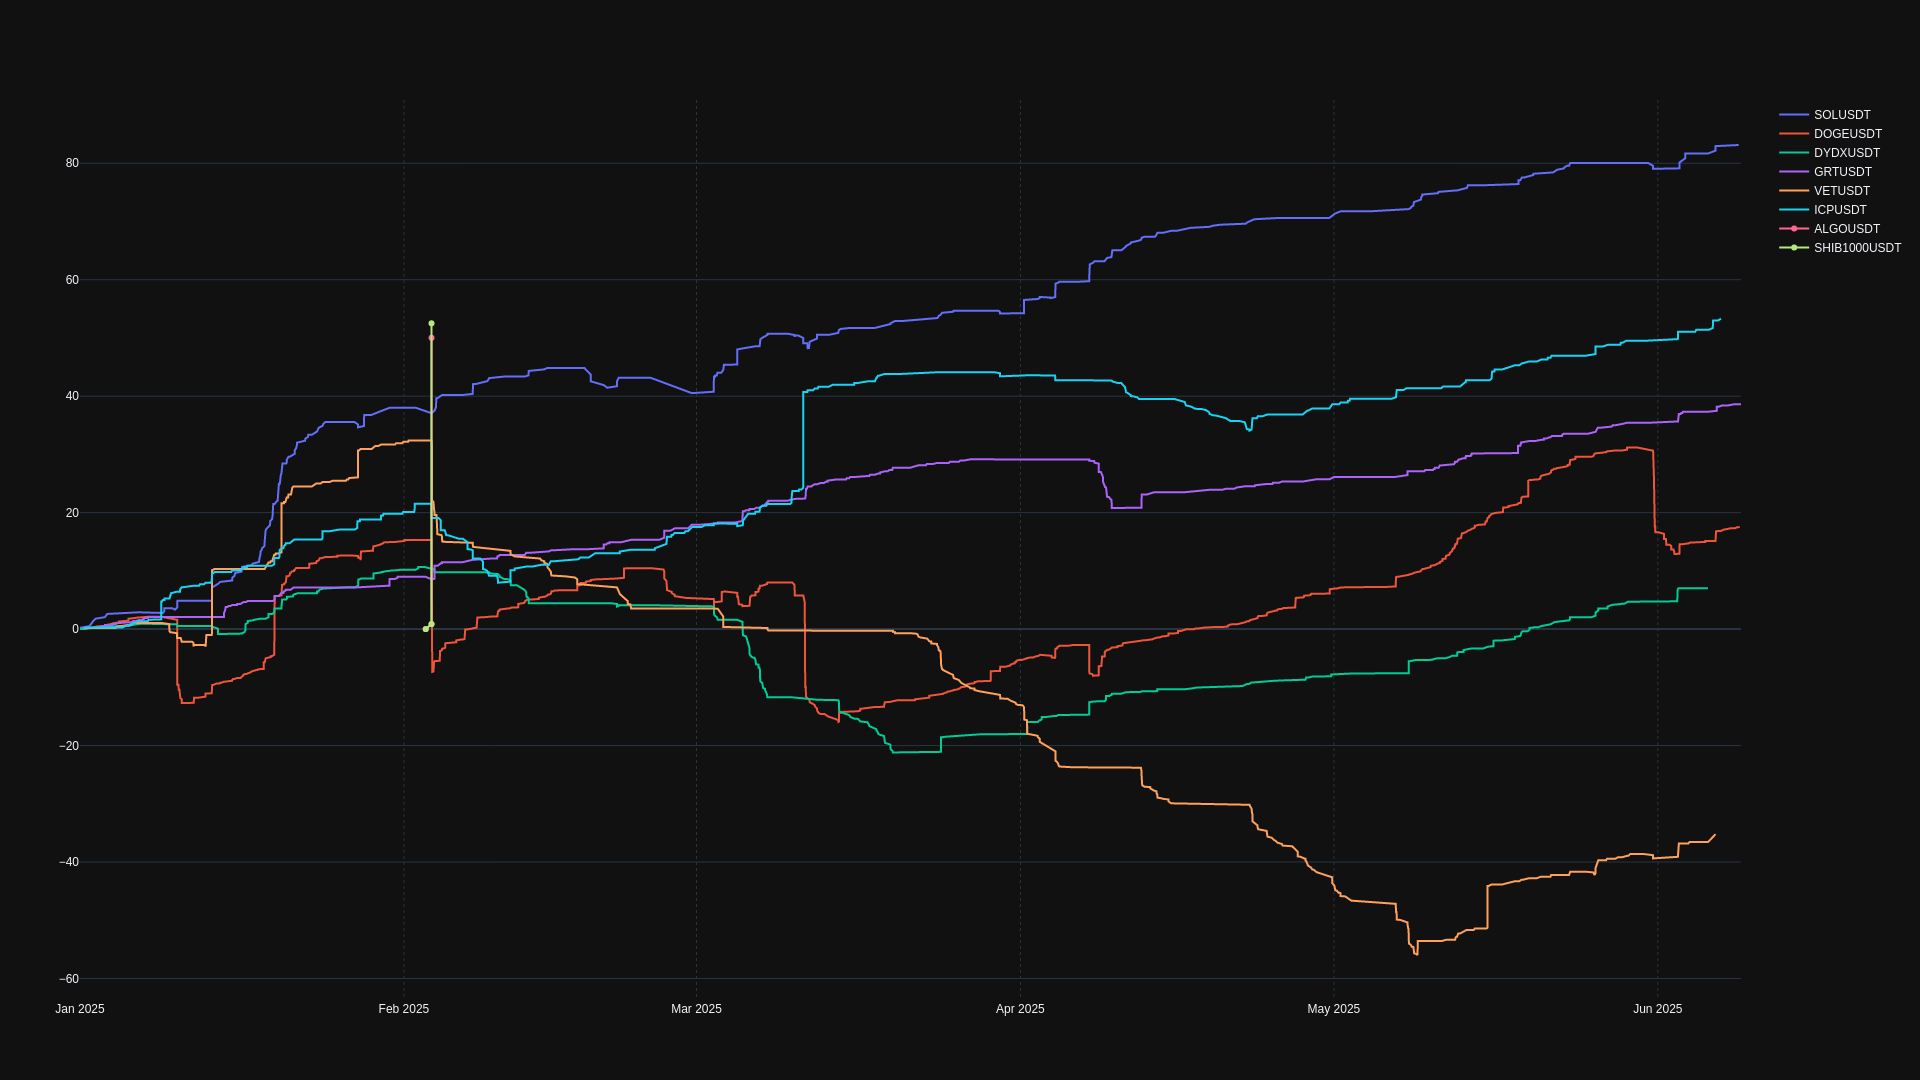 SOLUSDT
DOGEUSDT
DYDXUSDT
GRTUSDT
VETUSDT
ICPUSDT
ALGOUSDT
SHIB1000USDT
80
60
40
20
0
−20
−40
−60
Jan 2025 Feb 2025 Mar 2025 Apr 2025 May 2025 Jun 2025